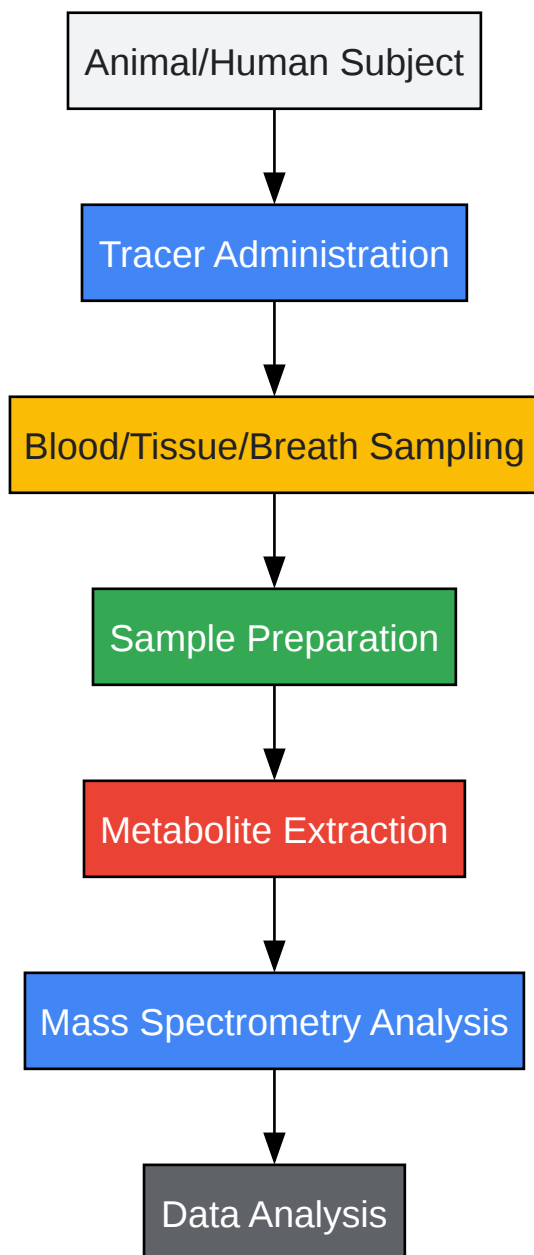 Animal/Human Subject
Tracer Administration
Blood/Tissue/Breath Sampling
Sample Preparation
Metabolite Extraction
Mass Spectrometry Analysis
Data Analysis